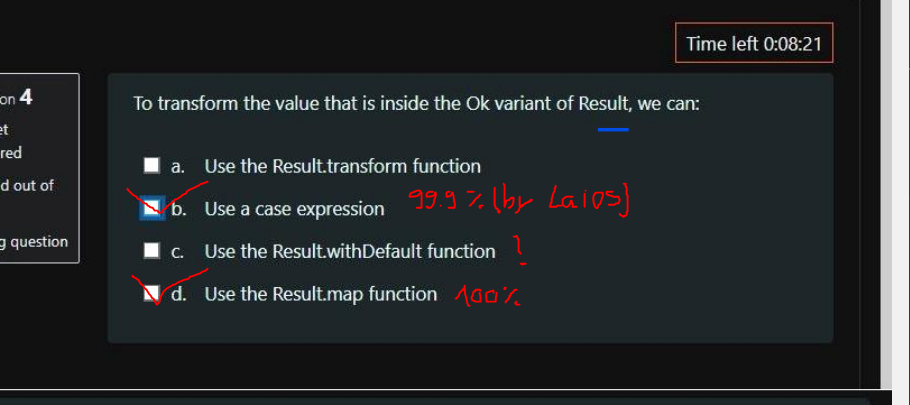 Time left 0:08:21
on 4
et
red
d out of
g question
To transform the value that is inside the Ok variant of Result, we can:
a. Use the Result.transform function
b. Use a case expression 99.9 % (by Laios)
c. Use the Result.withDefault function ?
d. Use the Result.map function 100%